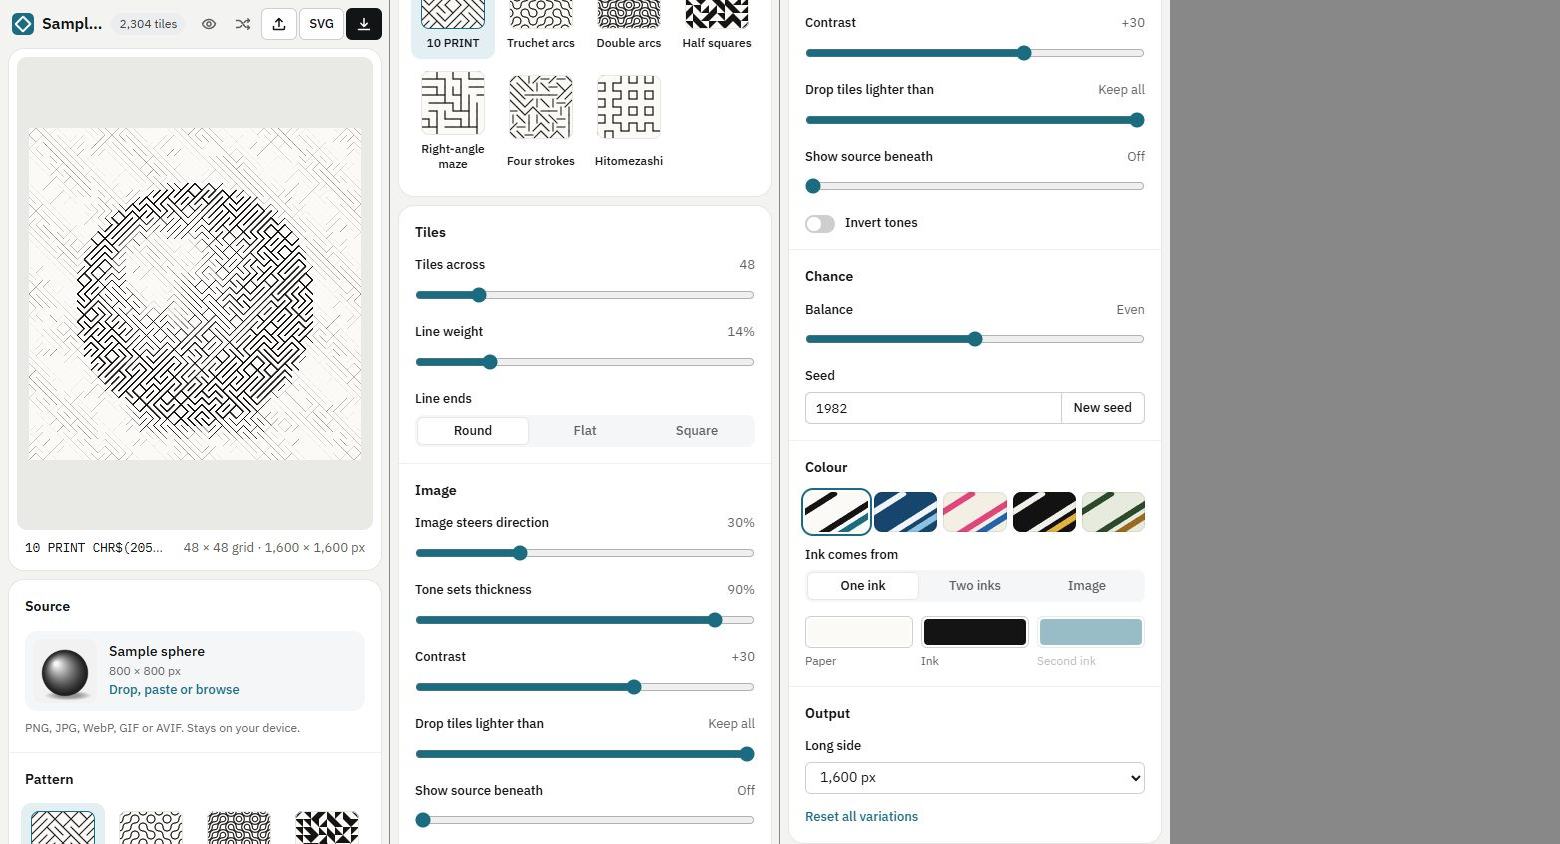 Sampl...
2,304 tiles
SVG
10 PRINT CHR$(205...
48 × 48 grid · 1,600 × 1,600 px
Source
Sample sphere
800 × 800 px
Drop, paste or browse
PNG, JPG, WebP, GIF or AVIF. Stays on your device.
Pattern
10 PRINT
Truchet arcs
Double arcs
Half squares
Right-angle
maze
Four strokes
Hitomezashi
Tiles
Tiles across
48
Line weight
14%
Line ends
Round
Flat
Square
Image
Image steers direction
30%
Tone sets thickness
90%
Contrast
+30
Drop tiles lighter than
Keep all
Show source beneath
Off
Contrast
+30
Drop tiles lighter than
Keep all
Show source beneath
Off
Invert tones
Chance
Balance
Even
Seed
1982
New seed
Colour
Ink comes from
One ink
Two inks
Image
Paper
Ink
Second ink
Output
Long side
1,600 px
Reset all variations